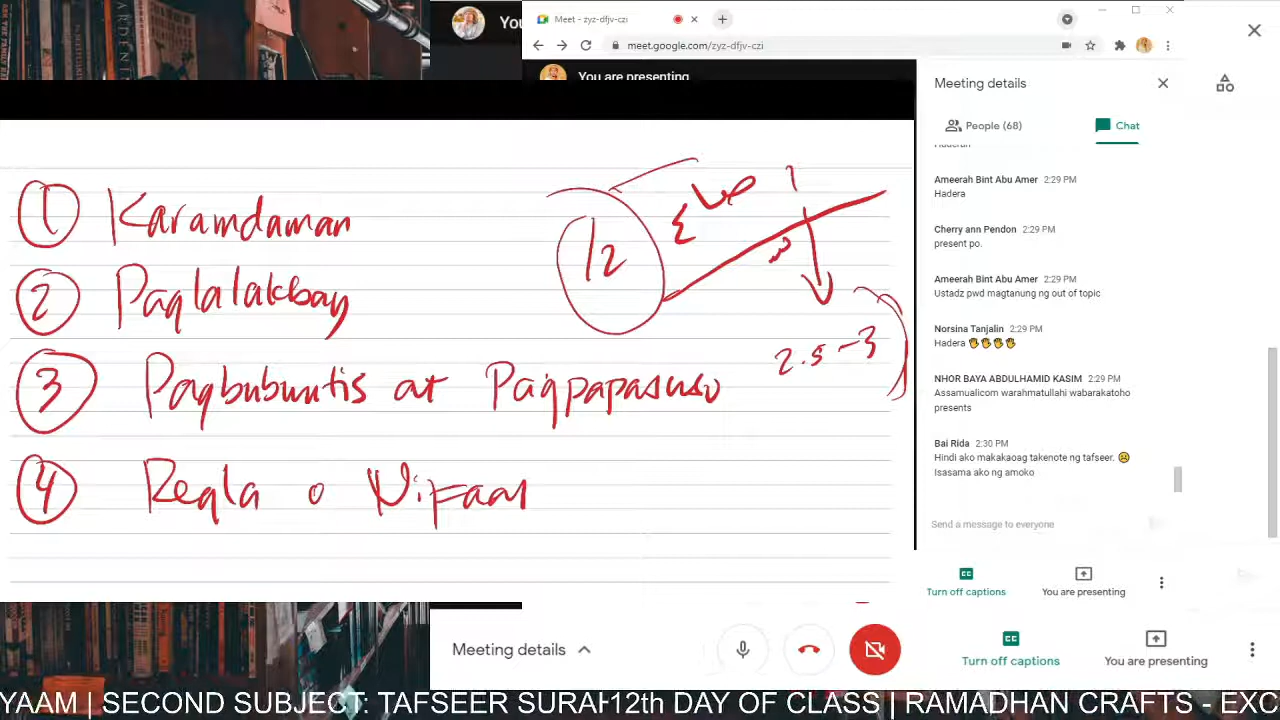 You
Meet - zyz-dfjv-czi
meet.google.com/zyz-dfjv-czi
You are presenting
Meeting details
People (68)
Chat
Ameerah Bint Abu Amer 2:29 PM
Hadera
Cherry ann Pendon 2:29 PM
present po.
Ameerah Bint Abu Amer 2:29 PM
Ustadz pwd magtanung ng out of topic
Norsina Tanjalin 2:29 PM
Hadera 🖐🖐🖐🖐
NHOR BAYA ABDULHAMID KASIM 2:29 PM
Assamualicom warahmatullahi wabarakatoho
presents
Bai Rida 2:30 PM
Hindi ako makakaoag takenote ng tafseer. ☹
Isasama ako ng amoko
Send a message to everyone
Turn off captions
You are presenting
1 Karamdaman
2 Paglalakbay
3 Pagbubuntis at Pagpapasuso
4 Regla o Nifaas
12
2.5-3
Meeting details
Turn off captions
You are presenting
YAAM | SECOND SUBJECT: TAFSEER SURAH-12th DAY OF CLASS | RAMADHAN CRAFTS - EXC